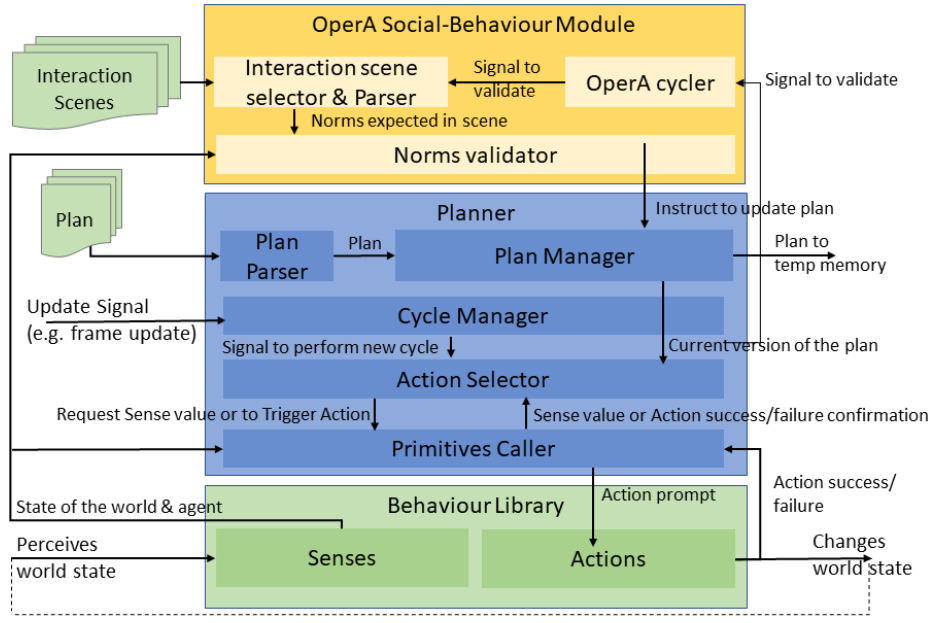 OperA Social-Behaviour Module
Interaction
Scenes
Interaction scene
selector & Parser
Signal to
validate
OperA cycler
Signal to validate
Norms expected in scene
Norms validator
Instruct to update plan
Planner
Plan
Plan
Parser
Plan
Plan Manager
Plan to
temp memory
Update Signal
(e.g. frame update)
Cycle Manager
Signal to perform new cycle
Current version of the plan
Action Selector
Request Sense value or to Trigger Action
Sense value or Action success/failure confirmation
Primitives Caller
Action success/
failure
State of the world & agent
Action prompt
Behaviour Library
Perceives
world state
Senses
Actions
Changes
world state